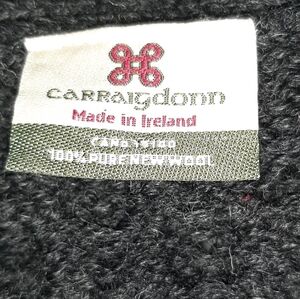 carraigdonn
Made in Ireland
100% PURE NEW WOOL